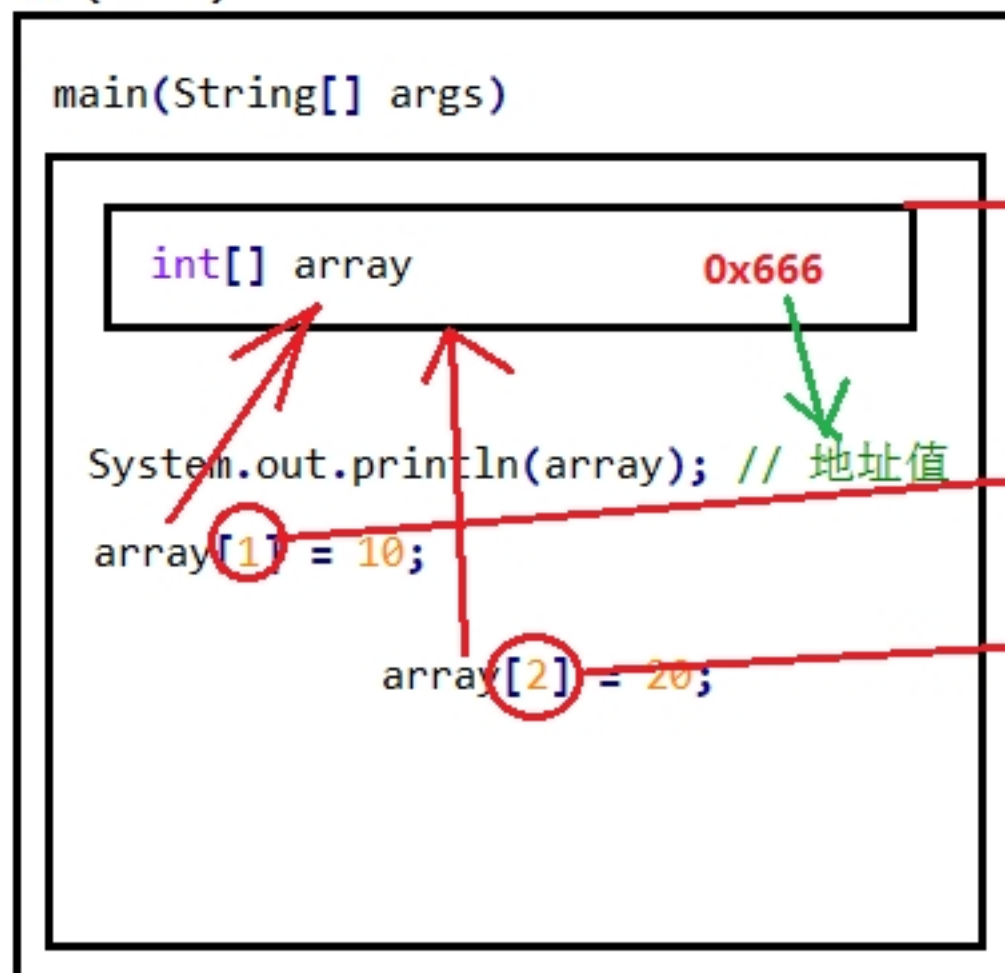 main(String[] args)
int[] array 0x666
System.out.println(array); // 地址值
array[1] = 10;
array[2] = 20;